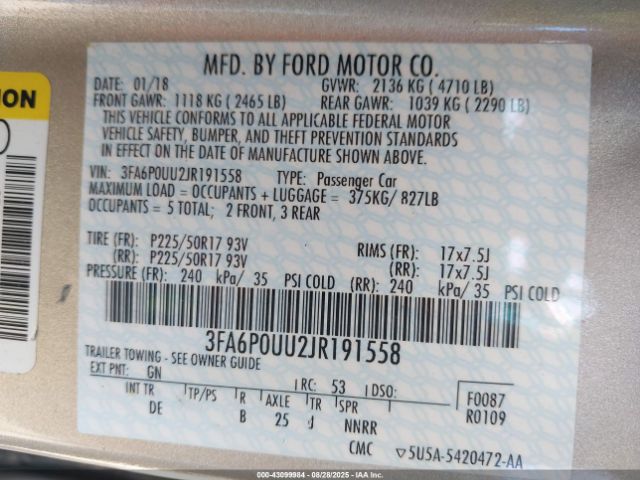 MFD. BY FORD MOTOR CO.
DATE: 01/18 GVWR: 2136 KG ( 4710 LB)
FRONT GAWR: 1118 KG ( 2465 LB) REAR GAWR: 1039 KG ( 2290 LB)
THIS VEHICLE CONFORMS TO ALL APPLICABLE FEDERAL MOTOR
VEHICLE SAFETY, BUMPER, AND THEFT PREVENTION STANDARDS
IN EFFECT ON THE DATE OF MANUFACTURE SHOWN ABOVE.
VIN: 3FA6P0UU2JR191558 TYPE: Passenger Car
MAXIMUM LOAD = OCCUPANTS + LUGGAGE = 375KG/ 827LB
OCCUPANTS = 5 TOTAL; 2 FRONT, 3 REAR
TIRE (FR): P225/50R17 93V RIMS (FR): 17x7.5J
(RR): P225/50R17 93V (RR): 17x7.5J
PRESSURE (FR): 240 kPa/ 35 PSI COLD (RR): 240 kPa/ 35 PSI COLD
3FA6P0UU2JR191558
TRAILER TOWING - SEE OWNER GUIDE
EXT PNT: GN RC: 53 DSO: F0087
INT TR TP/PS R AXLE TR SPR R0109
DE B 25 J NNRR
CMC 5U5A-5420472-AA
ION
43099984 - 08/28/2025 - IAAI.COM